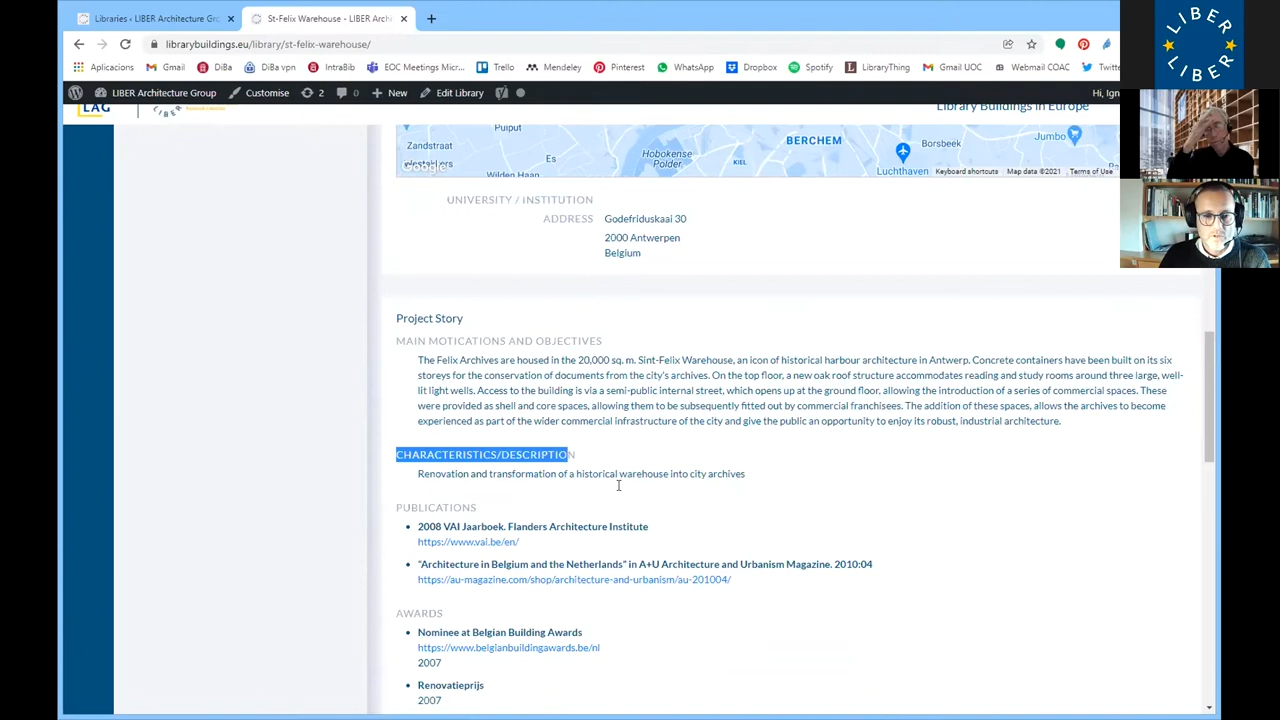 Libraries ‹ LIBER Architecture Gro
St-Felix Warehouse - LIBER Archi
librarybuildings.eu/library/st-felix-warehouse/
Aplicacions
Gmail
DiBa
DiBa vpn
IntraBib
EOC Meetings Micr...
Trello
Mendeley
Pinterest
WhatsApp
Dropbox
Spotify
LibraryThing
Gmail UOC
Webmail COAC
Twitte
LIBER Architecture Group
Customise
2
0
New
Edit Library
Hi, Ign
LAG
LIBER
Library Buildings in Europe
LIBER
LIBER
Puiput
Zandstraat
Wilden Haan
Es
Hobokense
Polder
KIEL
BERCHEM
Borsbeek
Luchthaven
Jumbo
Google
Keyboard shortcuts
Map data ©2021
Terms of Use
UNIVERSITY / INSTITUTION
ADDRESS Godefriduskaai 30
2000 Antwerpen
Belgium
Project Story
MAIN MOTICATIONS AND OBJECTIVES
The Felix Archives are housed in the 20,000 sq. m. Sint-Felix Warehouse, an icon of historical harbour architecture in Antwerp. Concrete containers have been built on its six
storeys for the conservation of documents from the city's archives. On the top floor, a new oak roof structure accommodates reading and study rooms around three large, well-
lit light wells. Access to the building is via a semi-public internal street, which opens up at the ground floor, allowing the introduction of a series of commercial spaces. These
were provided as shell and core spaces, allowing them to be subsequently fitted out by commercial franchisees. The addition of these spaces, allows the archives to become
experienced as part of the wider commercial infrastructure of the city and give the public an opportunity to enjoy its robust, industrial architecture.
CHARACTERISTICS/DESCRIPTION
Renovation and transformation of a historical warehouse into city archives
PUBLICATIONS
• 2008 VAI Jaarboek. Flanders Architecture Institute
https://www.vai.be/en/
• "Architecture in Belgium and the Netherlands" in A+U Architecture and Urbanism Magazine. 2010:04
https://au-magazine.com/shop/architecture-and-urbanism/au-201004/
AWARDS
• Nominee at Belgian Building Awards
https://www.belgianbuildingawards.be/nl
2007
• Renovatieprijs
2007